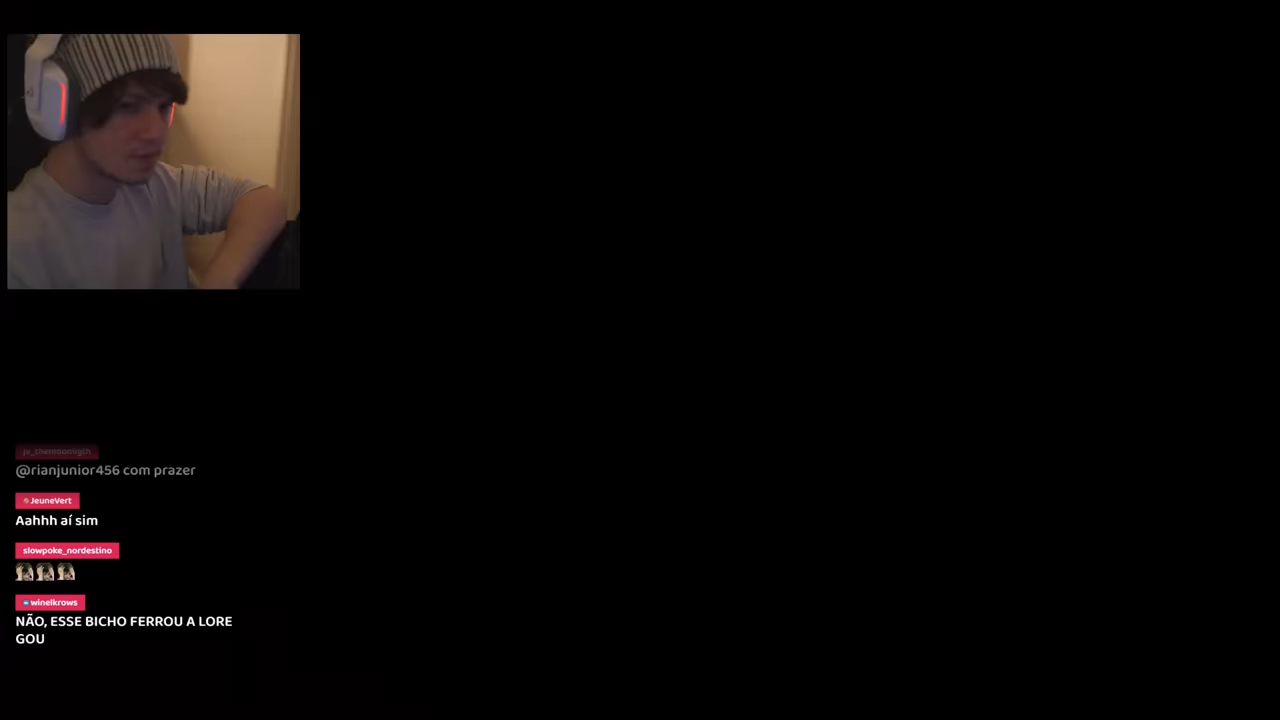 @rianjunior456 com prazer
JeuneVert
Aahhh aí sim
slowpoke_nordestino
winelkrows
NÃO, ESSE BICHO FERROU A LORE
GOU